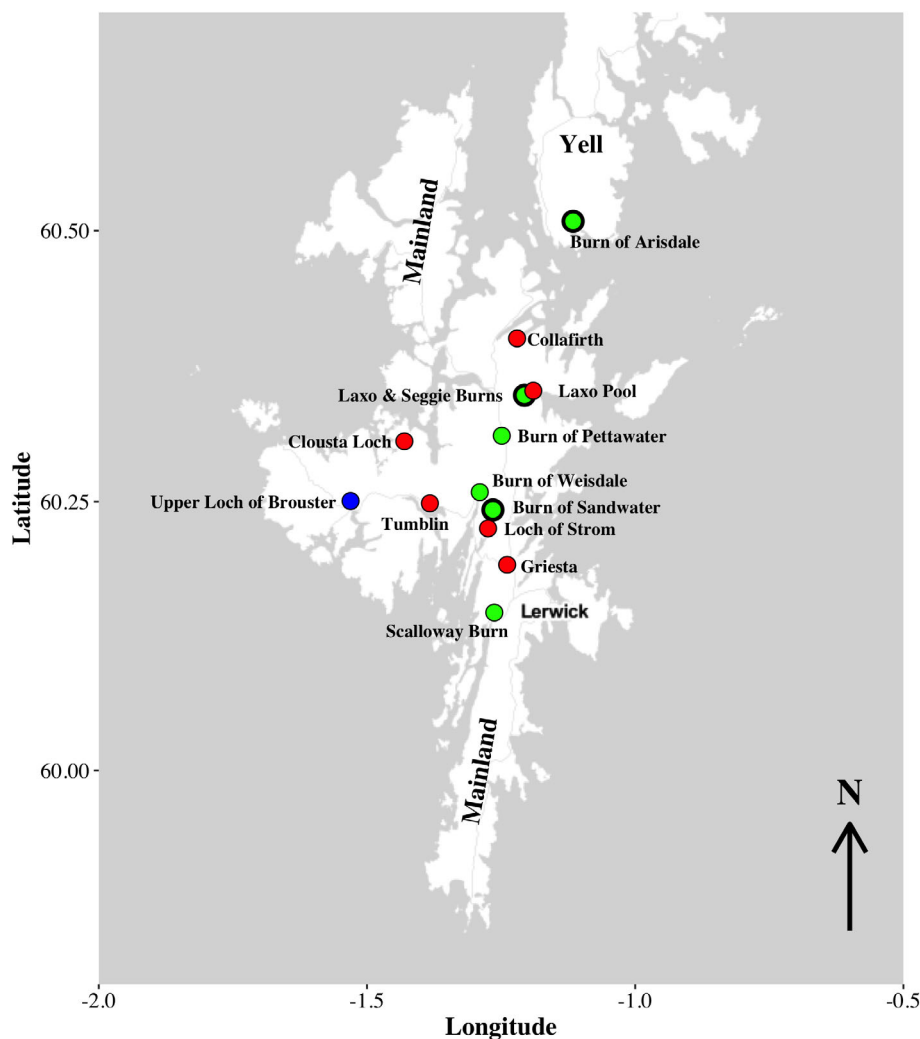 Yell
Mainland
60.50
Burn of Arisdale
Collafirth
Laxo & Seggie Burns
Laxo Pool
Clousta Loch
Burn of Pettawater
Latitude
Burn of Weisdale
60.25
Upper Loch of Brouster
Burn of Sandwater
Tumblin
Loch of Strom
Griesta
Lerwick
Scalloway Burn
Mainland
60.00
N
-2.0
-1.5
-1.0
-0.5
Longitude